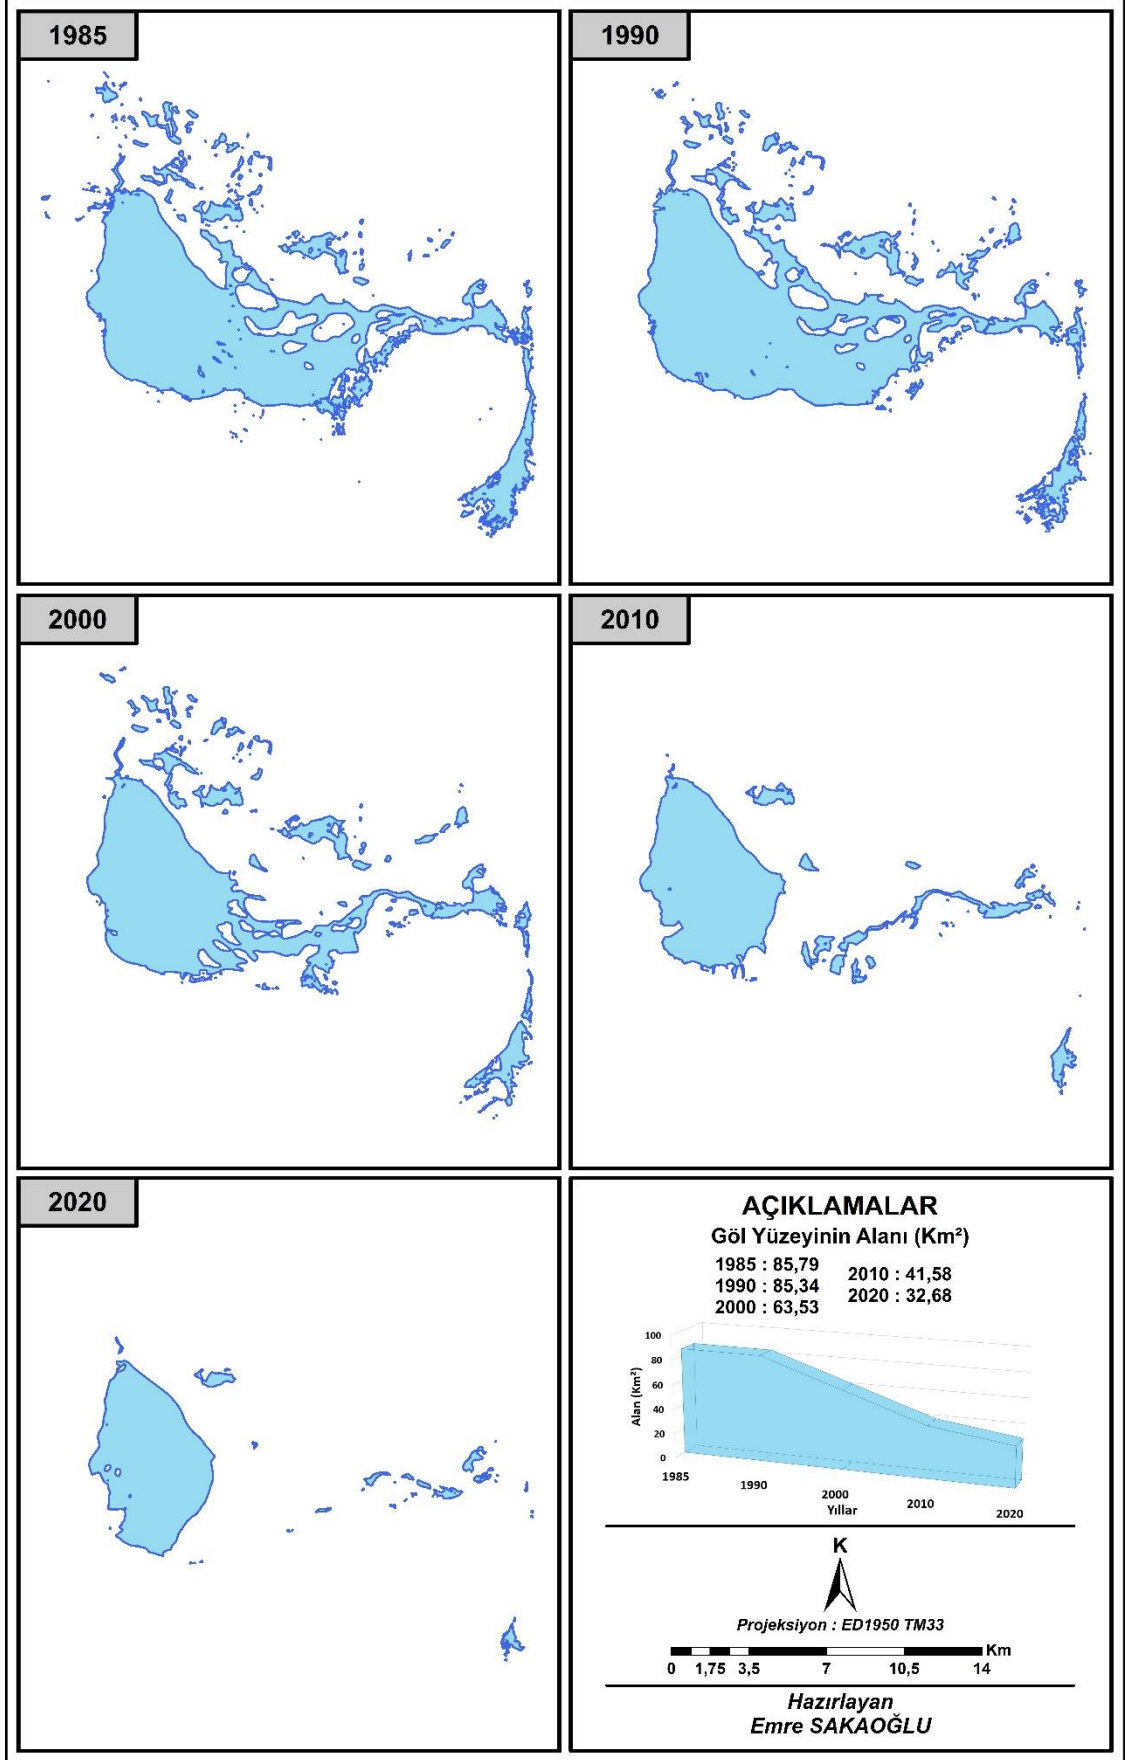 1985
1990
2000
2010
2020
AÇIKLAMALAR
Göl Yüzeyinin Alanı (Km²)
1985 : 85,79
1990 : 85,34
2000 : 63,53
2010 : 41,58
2020 : 32,68
100
80
60
40
20
0
Alan (Km²)
1985
1990
2000
2010
2020
Yıllar
K
Projeksiyon : ED1950 TM33
Km
0 1,75 3,5 7 10,5 14
Hazırlayan
Emre SAKAOĞLU